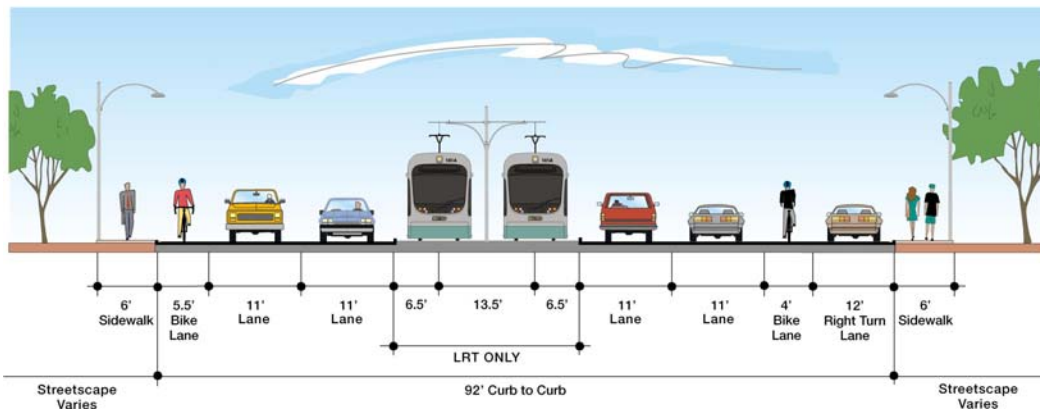 6'
Sidewalk
5.5'
Bike
Lane
11'
Lane
11'
Lane
6.5'
13.5'
6.5'
11'
Lane
11'
Lane
4'
Bike
Lane
12'
Right Turn
Lane
6'
Sidewalk
LRT ONLY
Streetscape
Varies
92' Curb to Curb
Streetscape
Varies